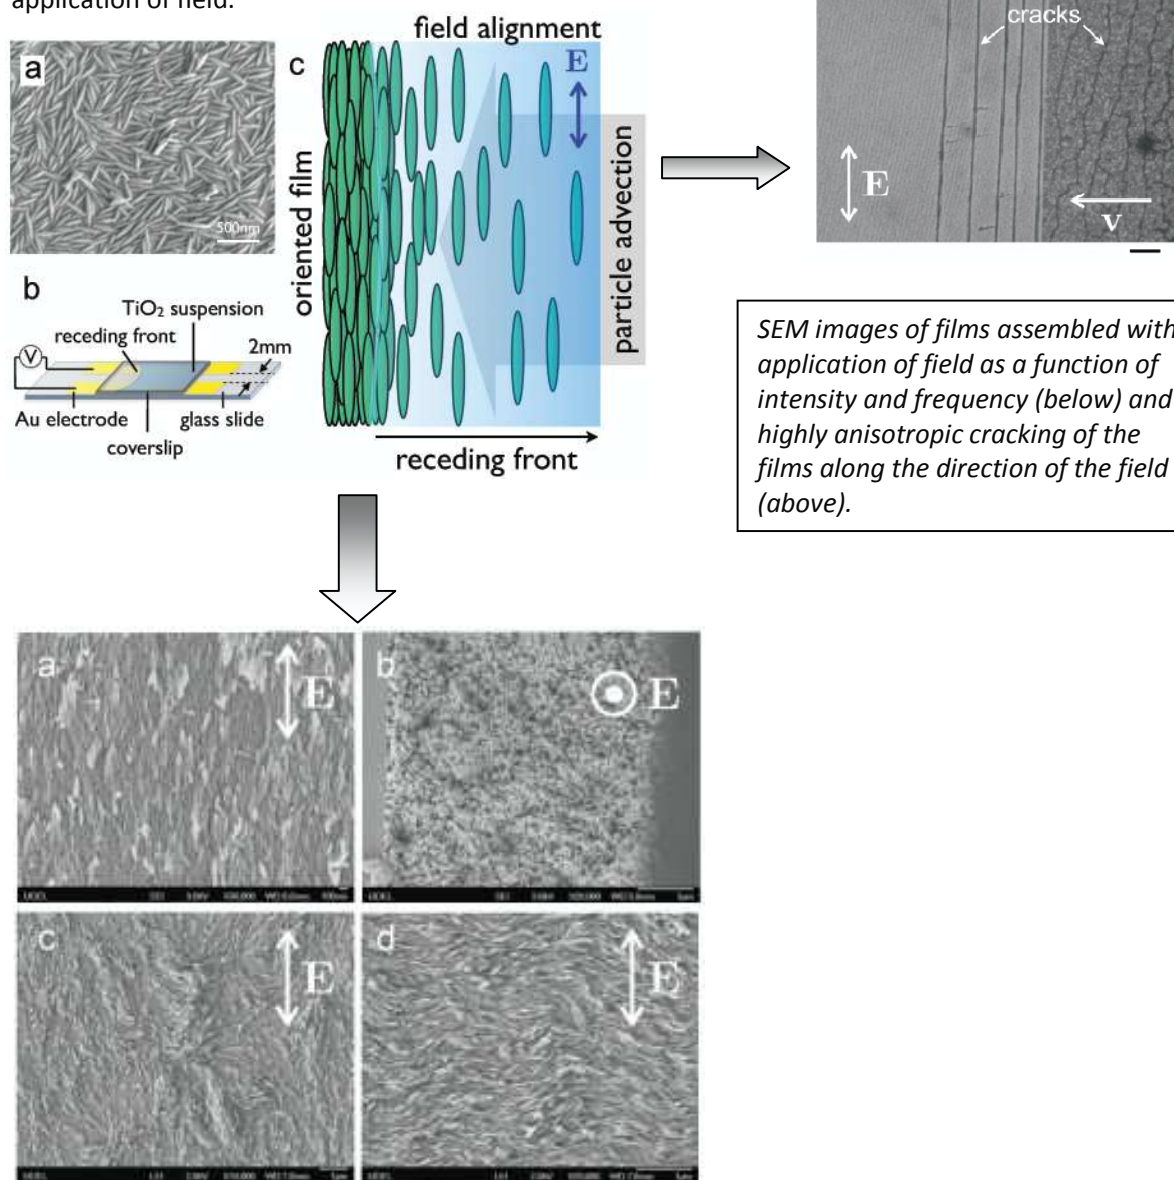 application of field.
a
500nm
b
TiO₂ suspension
receding front
V
2mm
Au electrode
glass slide
coverslip
c
field alignment
E
oriented film
particle advection
receding front
cracks
E
v
SEM images of films assembled with
application of field as a function of
intensity and frequency (below) and
highly anisotropic cracking of the
films along the direction of the field
(above).
a
E
b
E
c
E
d
E